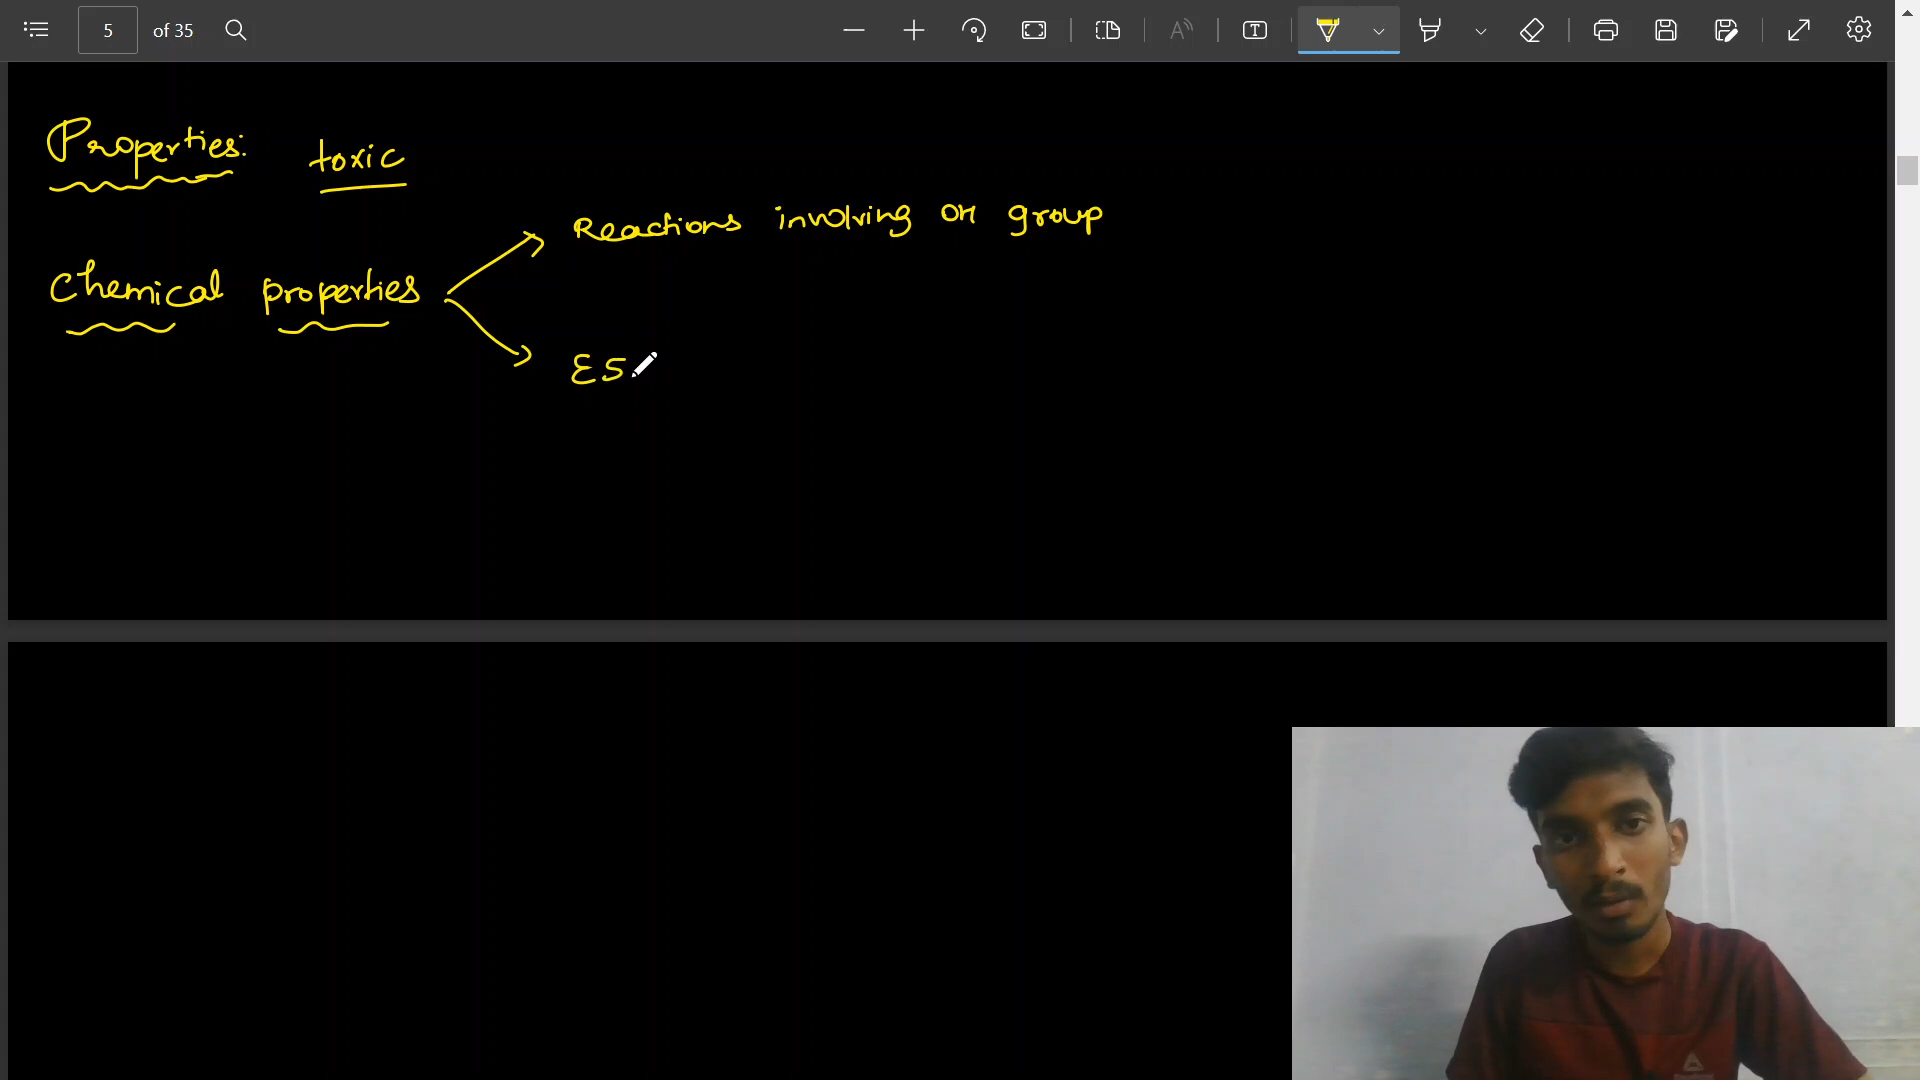 5 of 35
Properties: toxic
Reactions involving OH group
Chemical properties
ES